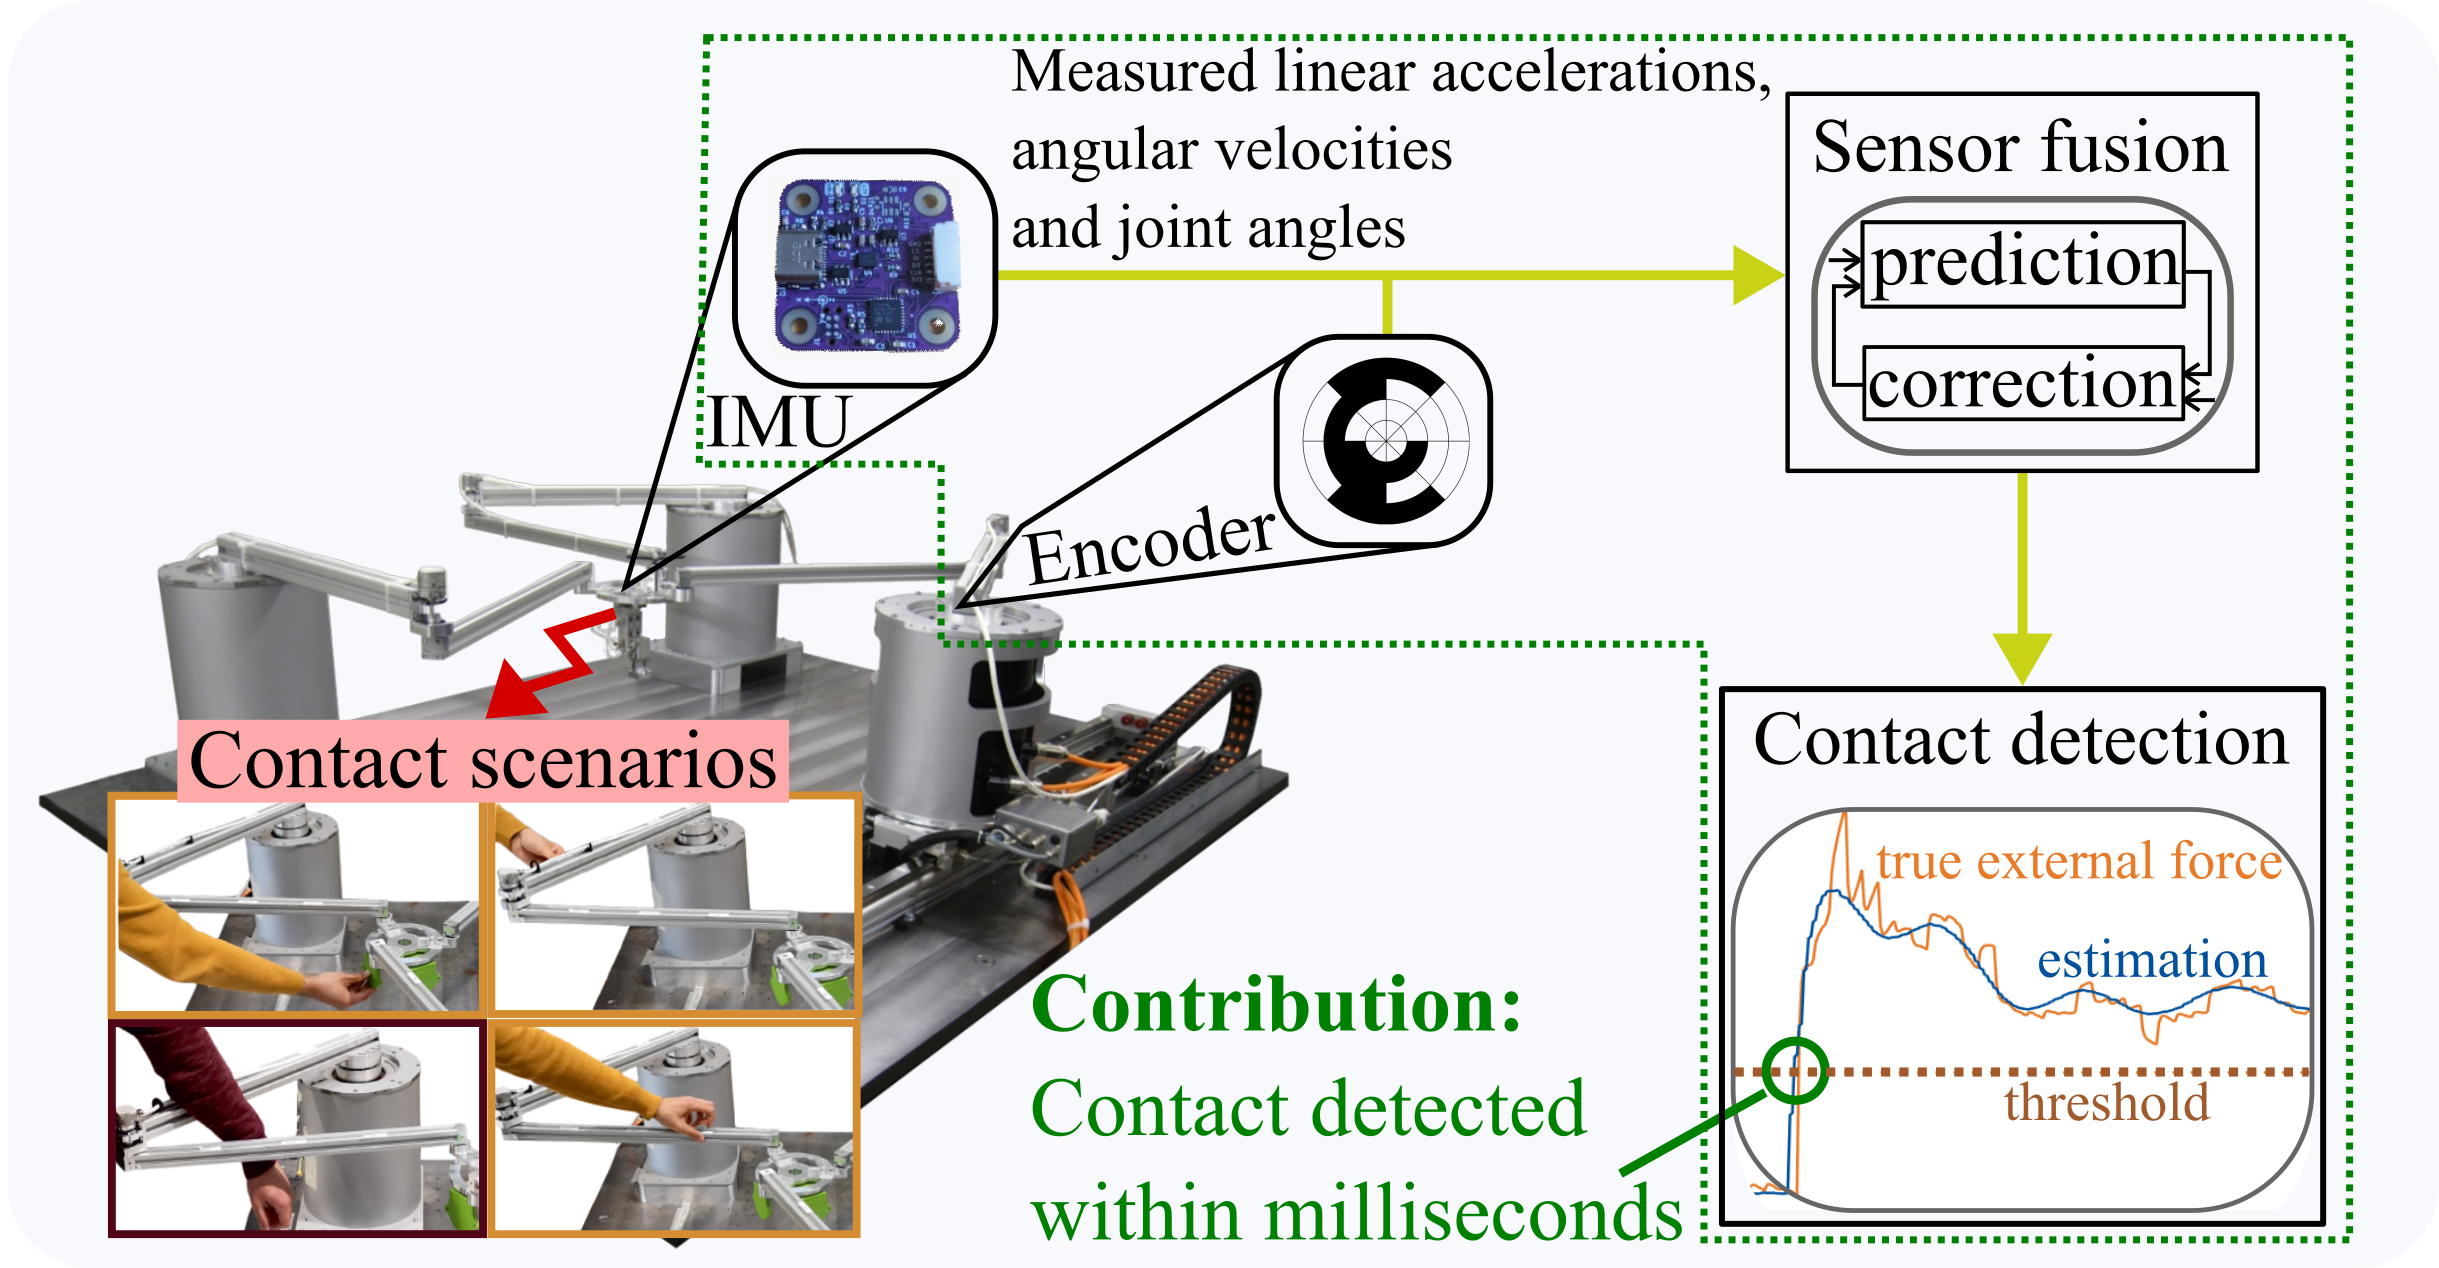 Measured linear accelerations,
angular velocities
and joint angles
Sensor fusion
prediction
correction
IMU
Encoder
Contact scenarios
Contact detection
true external force
estimation
threshold
Contribution:
Contact detected
within milliseconds